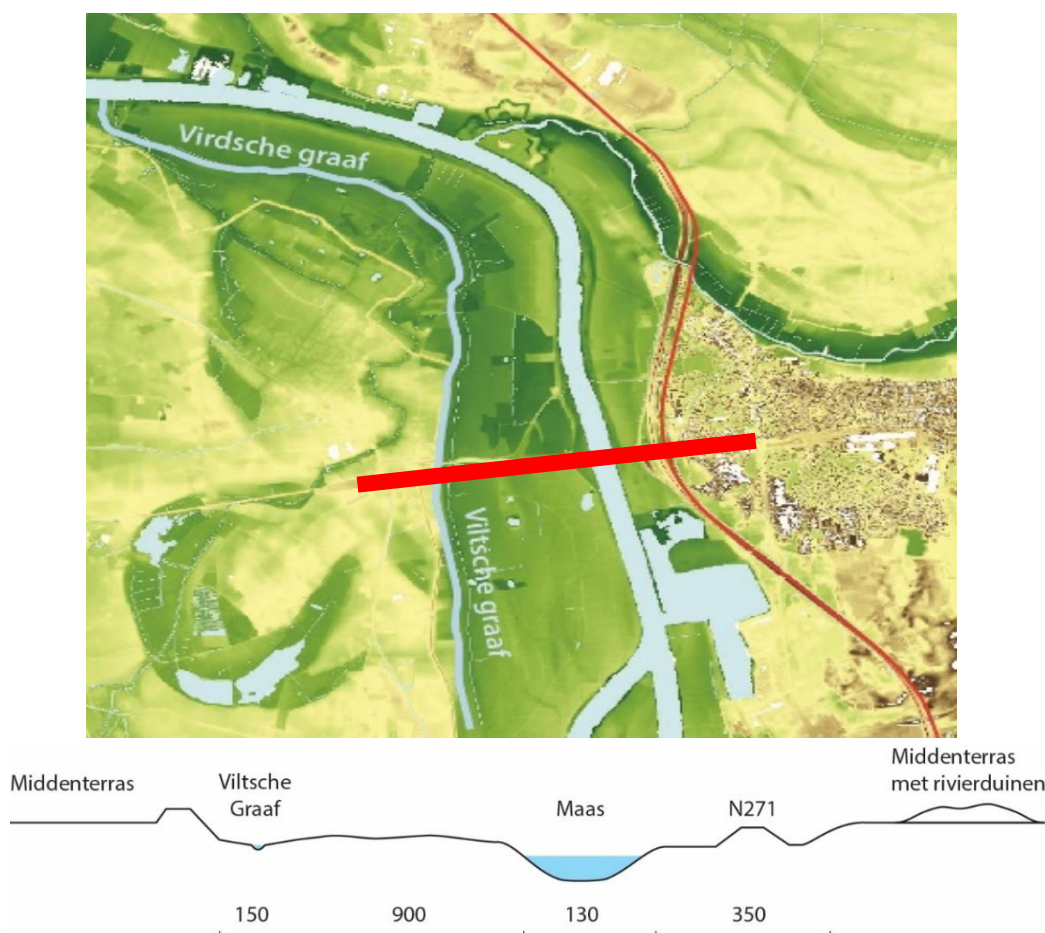 Virdsche graaf
Viltsche graaf
Middenterras
Viltsche
Graaf
Maas
N271
Middenterras
met rivierduinen
150
900
130
350